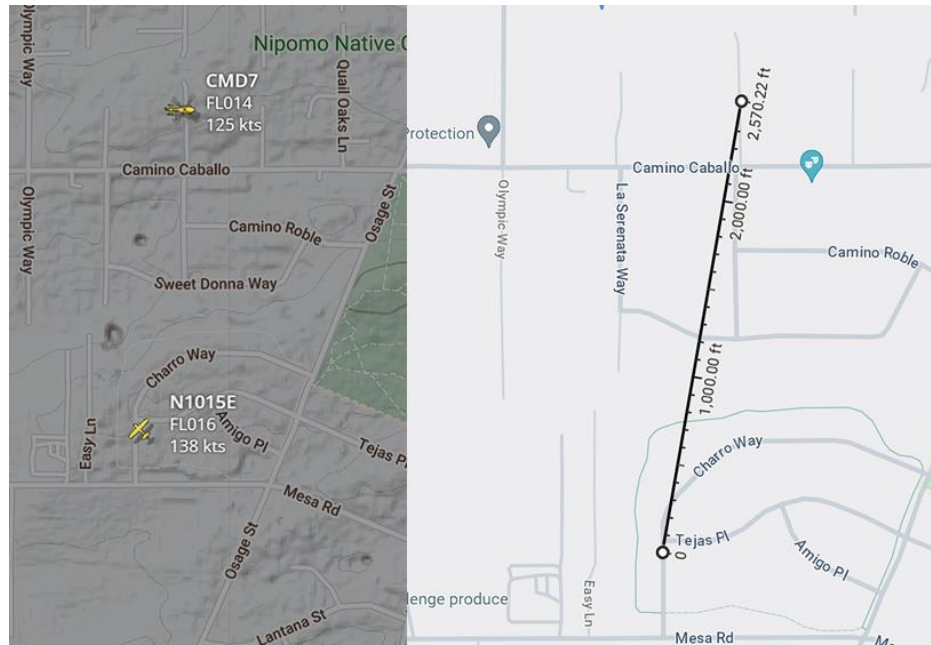 Nipomo Native
Olympic Way
CMD7
FL014
125 kts
Quail Oaks Ln
Camino Caballo
Olympic Way
Osage St
Camino Roble
Sweet Donna Way
Charro Way
N1015E
FL016
138 kts
Easy Ln
Amigo Pl
Tejas Pl
Mesa Rd
Osage St
Lantana St
Protection
2,570.22 ft
Camino Caballo
Olympic Way
La Serenata Way
2,000.00 ft
Camino Roble
1,000.00 ft
Charro Way
Tejas Pl
0
Amigo Pl
Easy Ln
lenge produce
Mesa Rd